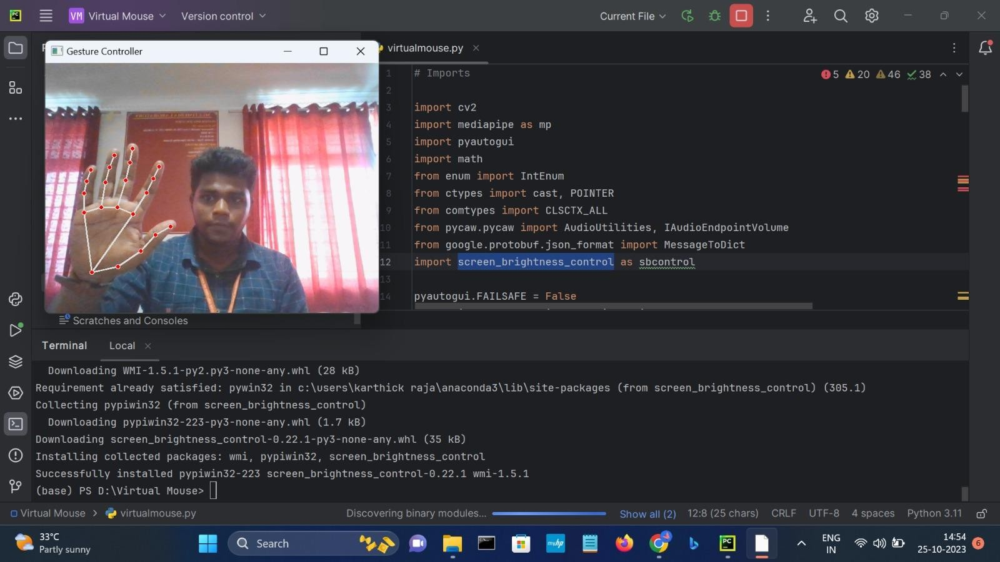 PC
VM Virtual Mouse
Version control
Current File
Gesture Controller
virtualmouse.py
5 20 46 38
1 # Imports
2
3 import cv2
4 import mediapipe as mp
5 import pyautogui
6 import math
7 from enum import IntEnum
8 from ctypes import cast, POINTER
9 from comtypes import CLSCTX_ALL
10 from pycaw.pycaw import AudioUtilities, IAudioEndpointVolume
11 from google.protobuf.json_format import MessageToDict
12 import screen_brightness_control as sbcontrol
13
14 pyautogui.FAILSAFE = False
Scratches and Consoles
Terminal Local
Downloading WMI-1.5.1-py2.py3-none-any.whl (28 kB)
Requirement already satisfied: pywin32 in c:\users\karthick raja\anaconda3\lib\site-packages (from screen_brightness_control) (305.1)
Collecting pypiwin32 (from screen_brightness_control)
Downloading pypiwin32-223-py3-none-any.whl (1.7 kB)
Downloading screen_brightness_control-0.22.1-py3-none-any.whl (35 kB)
Installing collected packages: wmi, pypiwin32, screen_brightness_control
Successfully installed pypiwin32-223 screen_brightness_control-0.22.1 wmi-1.5.1
(base) PS D:\Virtual Mouse>
Virtual Mouse > virtualmouse.py
Discovering binary modules... Show all (2) 12:8 (25 chars) CRLF UTF-8 4 spaces Python 3.11
33°C
Partly sunny
Search
myhp
PC
ENG
IN
14:54
25-10-2023
6